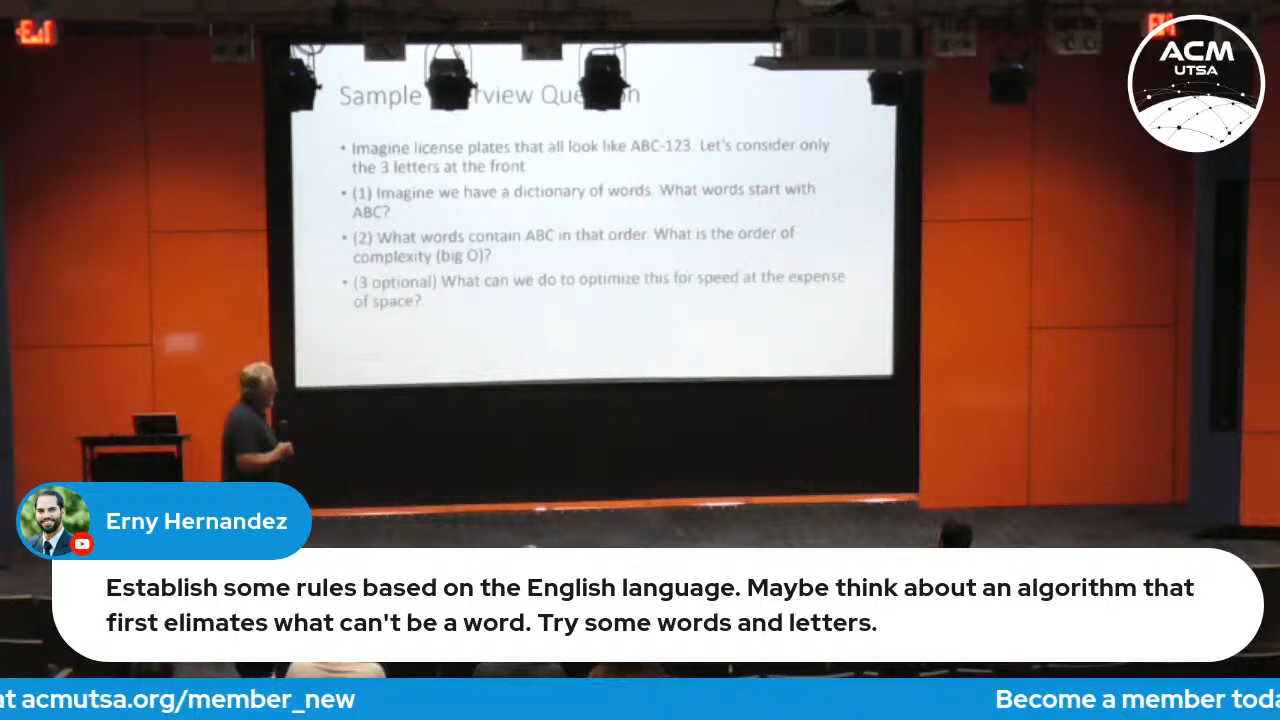 EXIT
ACM
UTSA
Sample
• Imagine license plates that all look like ABC-123. Let's consider only
the 3 letters at the front.
• (1) Imagine we have a dictionary of words. What words start with
ABC?
• (2) What words contain ABC in that order. What is the order of
complexity (big O)?
• (3 optional) What can we do to optimize this for speed at the expense
of space?
Erny Hernandez
Establish some rules based on the English language. Maybe think about an algorithm that
first elimates what can't be a word. Try some words and letters.
at acmutsa.org/member_new
Become a member toda